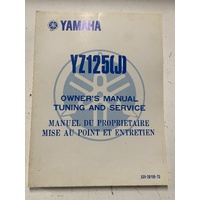 YAMAHA
YZ125(J)
OWNER'S MANUAL
TUNING AND SERVICE
MANUEL DU PROPRIETAIRE
MISE AU POINT ET ENTRETIEN